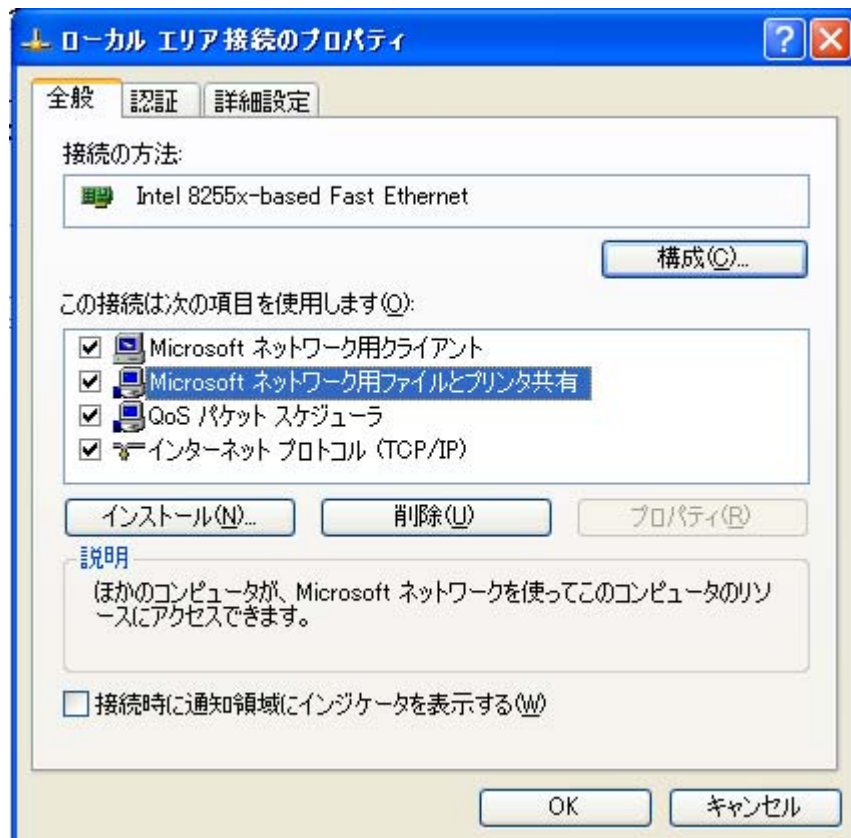 ローカル エリア接続のプロパティ
全般 認証 詳細設定
接続の方法:
Intel 8255x-based Fast Ethernet
構成(C)...
この接続は次の項目を使用します(O):
Microsoft ネットワーク用クライアント
Microsoft ネットワーク用ファイルとプリンタ共有
QoS パケット スケジューラ
インターネット プロトコル (TCP/IP)
インストール(N)... 削除(U) プロパティ(R)
説明
ほかのコンピュータが、Microsoft ネットワークを使ってこのコンピュータのリソ
ースにアクセスできます。
接続時に通知領域にインジケータを表示する(W)
OK キャンセル